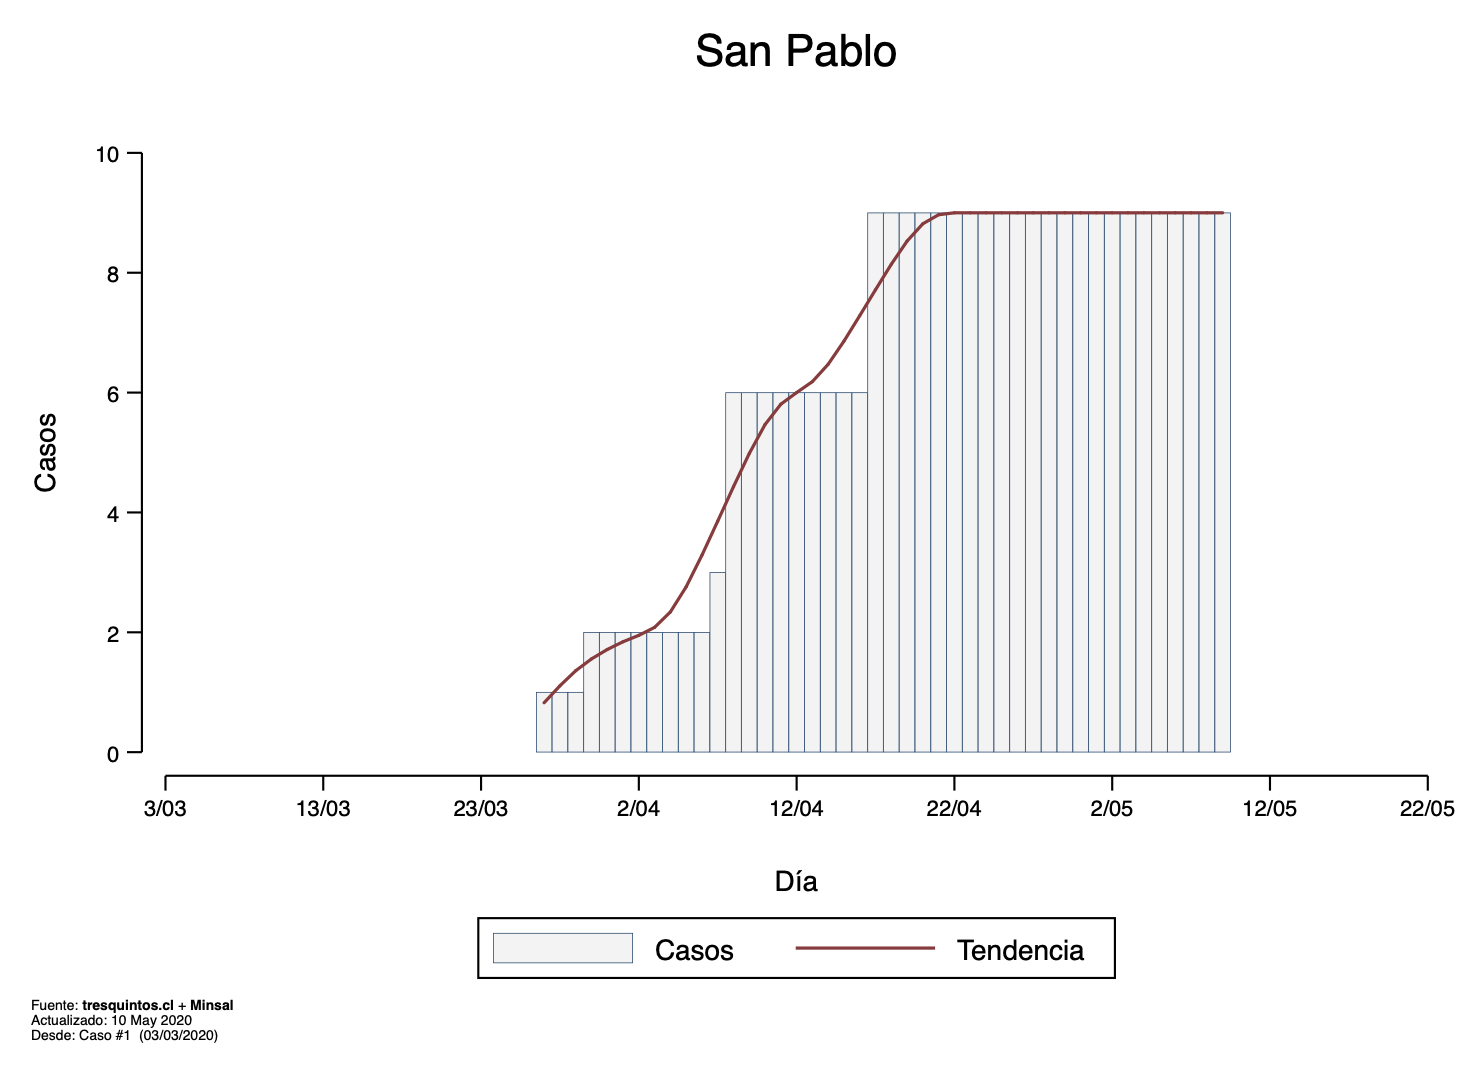 San Pablo
10
8
6
4
2
0
Casos
3/03 13/03 23/03 2/04 12/04 22/04 2/05 12/05 22/05
Día
Casos Tendencia
Fuente: tresquintos.cl + Minsal
Actualizado: 10 May 2020
Desde: Caso #1 (03/03/2020)